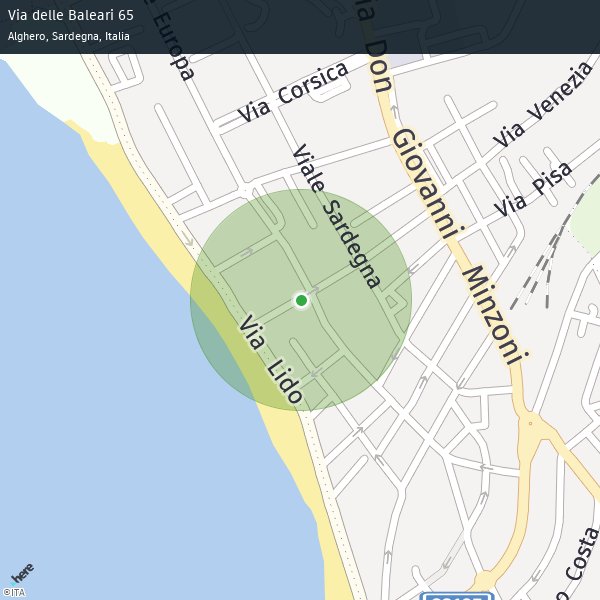 Via delle Baleari 65
Alghero, Sardegna, Italia
Europa
Via Corsica
Via Don Giovanni Minzoni
Via Venezia
Viale Sardegna
Via Pisa
Via Lido
Costa
here
©ITA